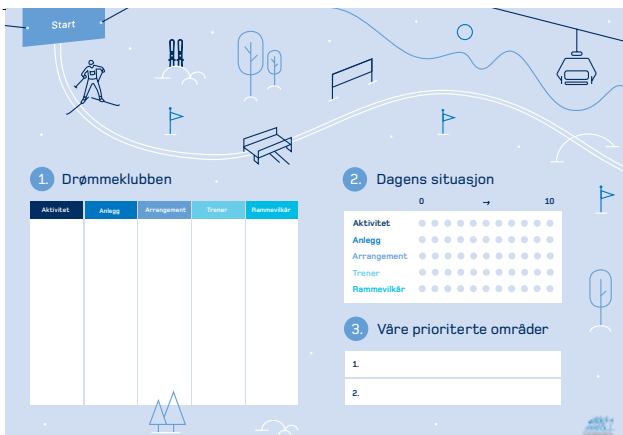 Start
1. Drømmeklubben
Aktivitet Anlegg Arrangement Trener Rammevilkår
2. Dagens situasjon
0 → 10
Aktivitet
Anlegg
Arrangement
Trener
Rammevilkår
3. Våre prioriterte områder
1.
2.